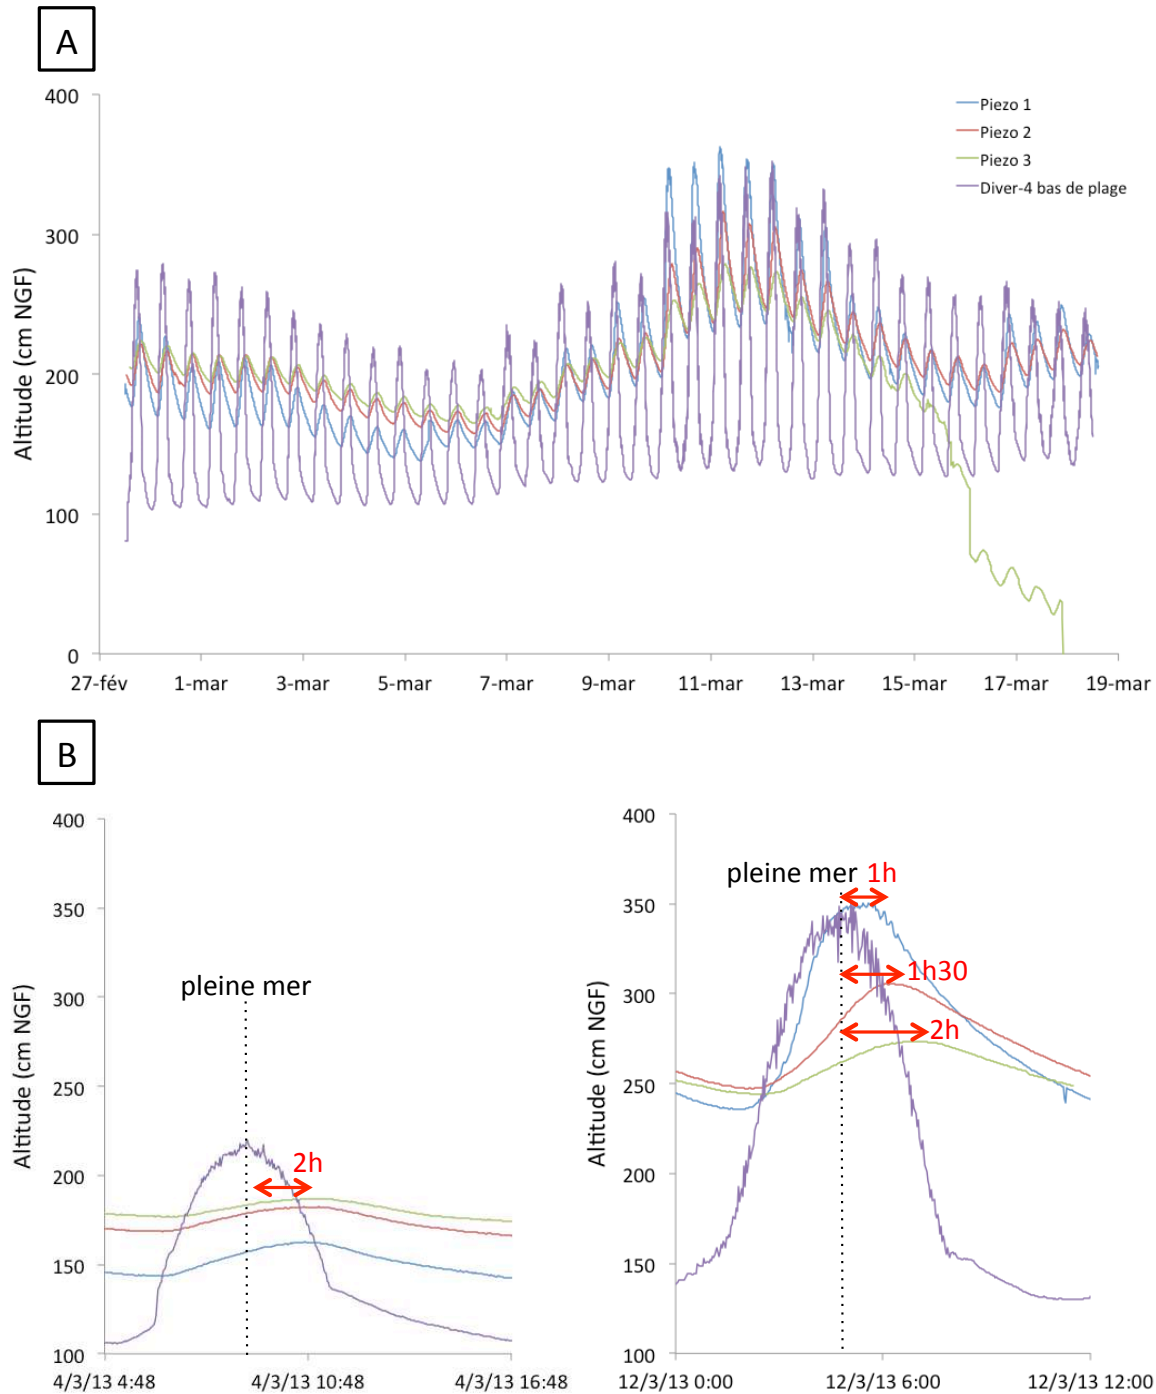 A
400
300
200
100
0
Altitude (cm NGF)
Piezo 1
Piezo 2
Piezo 3
Diver-4 bas de plage
27-fév 1-mar 3-mar 5-mar 7-mar 9-mar 11-mar 13-mar 15-mar 17-mar 19-mar
B
400
350
300
250
200
150
100
Altitude (cm NGF)
pleine mer
2h
4/3/13 4:48 4/3/13 10:48 4/3/13 16:48
400
350
300
250
200
150
100
Altitude (cm NGF)
pleine mer 1h
1h30
2h
12/3/13 0:00 12/3/13 6:00 12/3/13 12:00